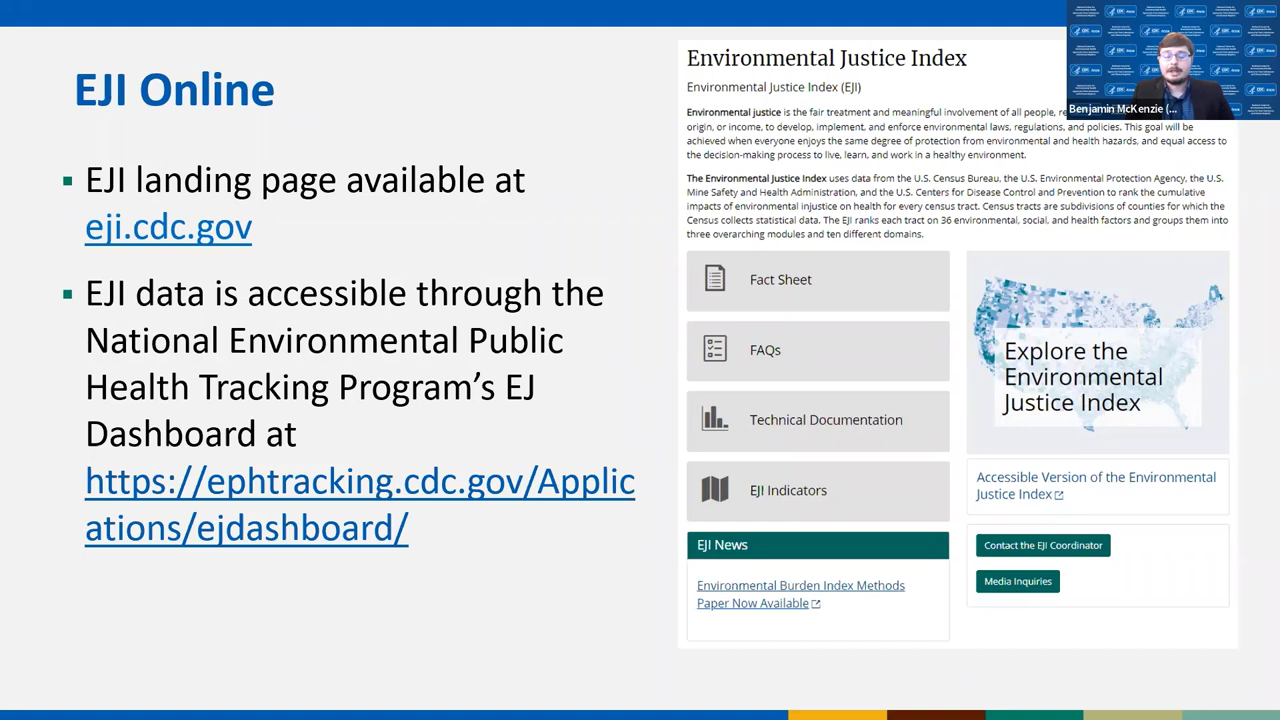 EJI Online
▪ EJI landing page available at
eji.cdc.gov
▪ EJI data is accessible through the
National Environmental Public
Health Tracking Program’s EJ
Dashboard at
https://ephtracking.cdc.gov/Applic
ations/ejdashboard/
Environmental Justice Index
Environmental Justice Index (EJI)
Environmental justice is the fair treatment and meaningful involvement of all people,
origin, or income, to develop, implement, and enforce environmental laws, regulations, and policies. This goal will be
achieved when everyone enjoys the same degree of protection from environmental and health hazards, and equal access to
the decision-making process to live, learn, and work in a healthy environment.
The Environmental Justice Index uses data from the U.S. Census Bureau, the U.S. Environmental Protection Agency, the U.S.
Mine Safety and Health Administration, and the U.S. Centers for Disease Control and Prevention to rank the cumulative
impacts of environmental injustice on health for every census tract. Census tracts are subdivisions of counties for which the
Census collects statistical data. The EJI ranks each tract on 36 environmental, social, and health factors and groups them into
three overarching modules and ten different domains.
Fact Sheet
FAQs
Technical Documentation
EJI Indicators
EJI News
Environmental Burden Index Methods
Paper Now Available
Explore the
Environmental
Justice Index
Accessible Version of the Environmental
Justice Index
Contact the EJI Coordinator
Media Inquiries
CDC
Benjamin McKenzie (...